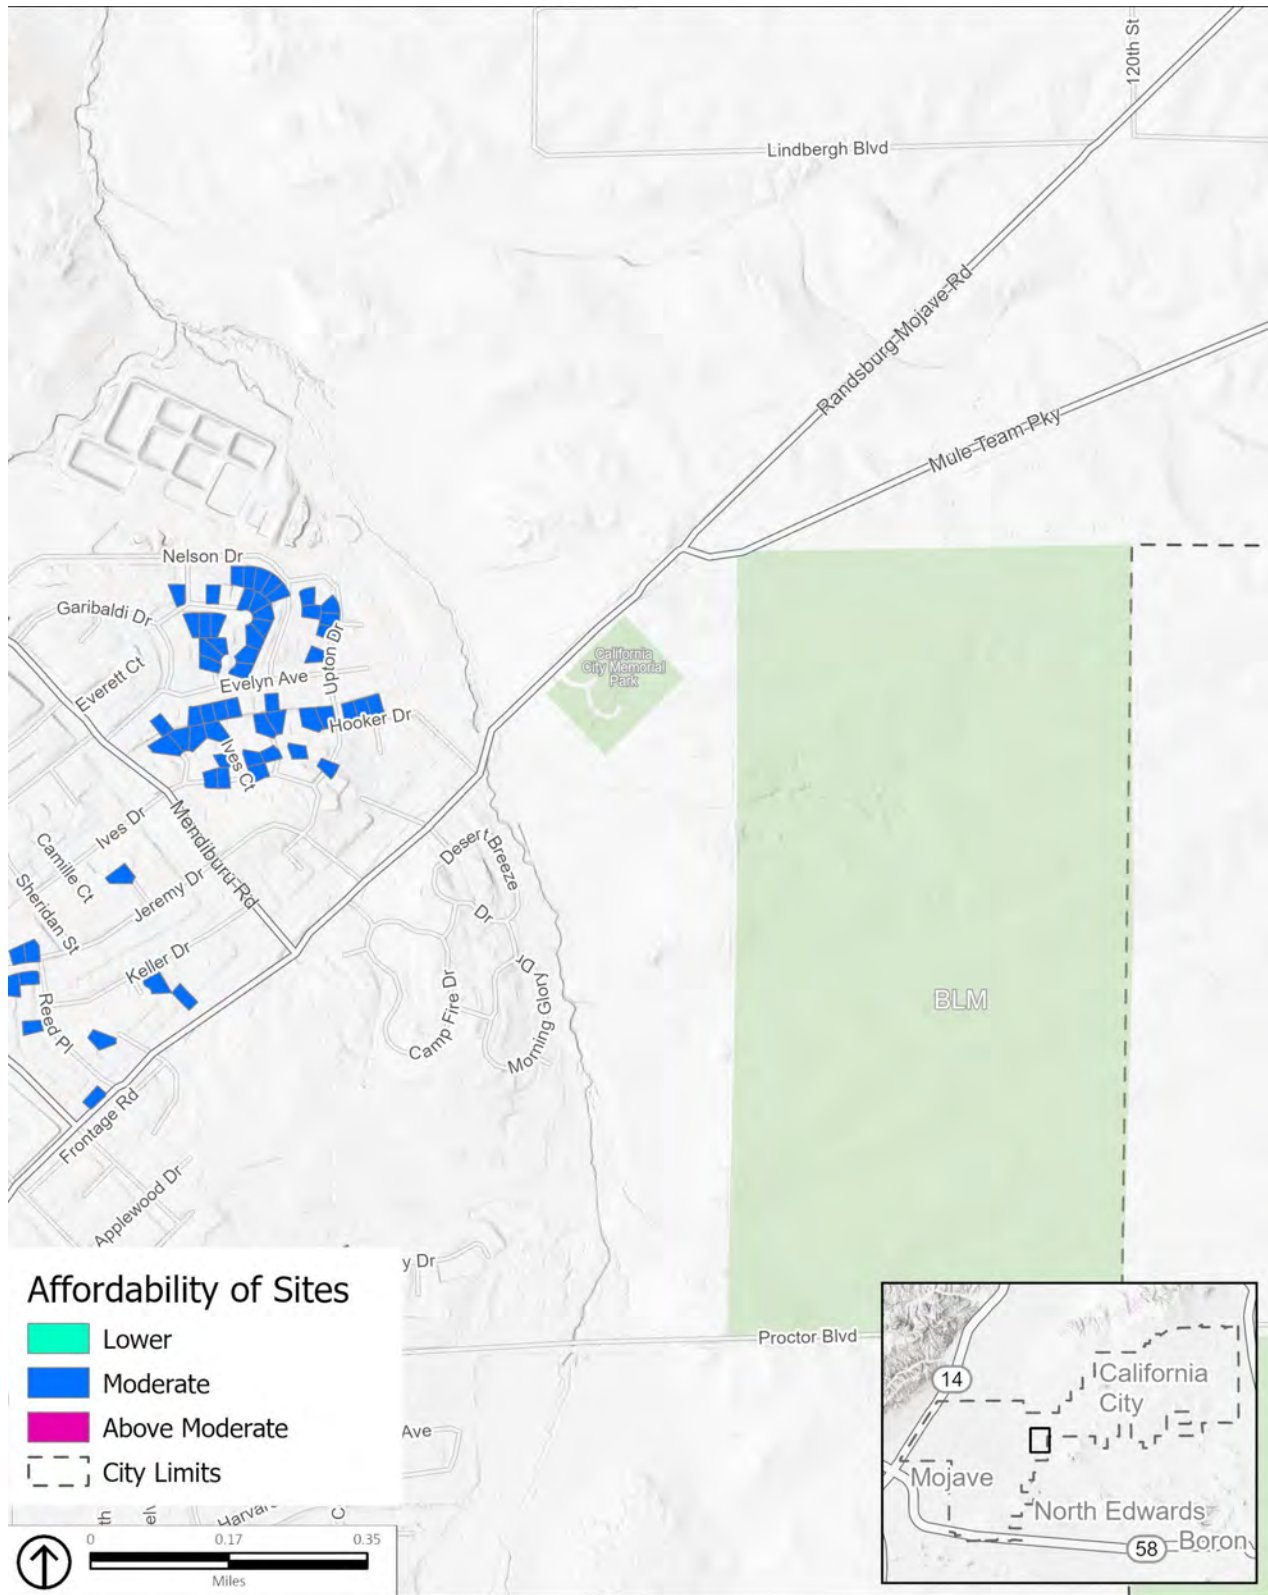 120th St
Lindbergh Blvd
Randsburg-Mojave-Rd
Mule-Team-Pky
Nelson Dr
Garibaldi Dr
Upton Dr
California
City Memorial
Park
Everett Ct
Evelyn Ave
Hooker Dr
Ives Ct
Mendiburu-Rd
Ives Dr
Camille Ct
Desert Breeze
Dr
Jeremy Dr
Sheridan St
Keller Dr
Dr
Morning Glory
Camp Fire Dr
BLM
Reed Pl
Frontage Rd
Applewood Dr
y Dr
Proctor Blvd
Ave
Harvar
th
elv
C
Affordability of Sites
Lower
Moderate
Above Moderate
City Limits
0
0.17
0.35
Miles
14
California
City
Mojave
North Edwards
Boron
58